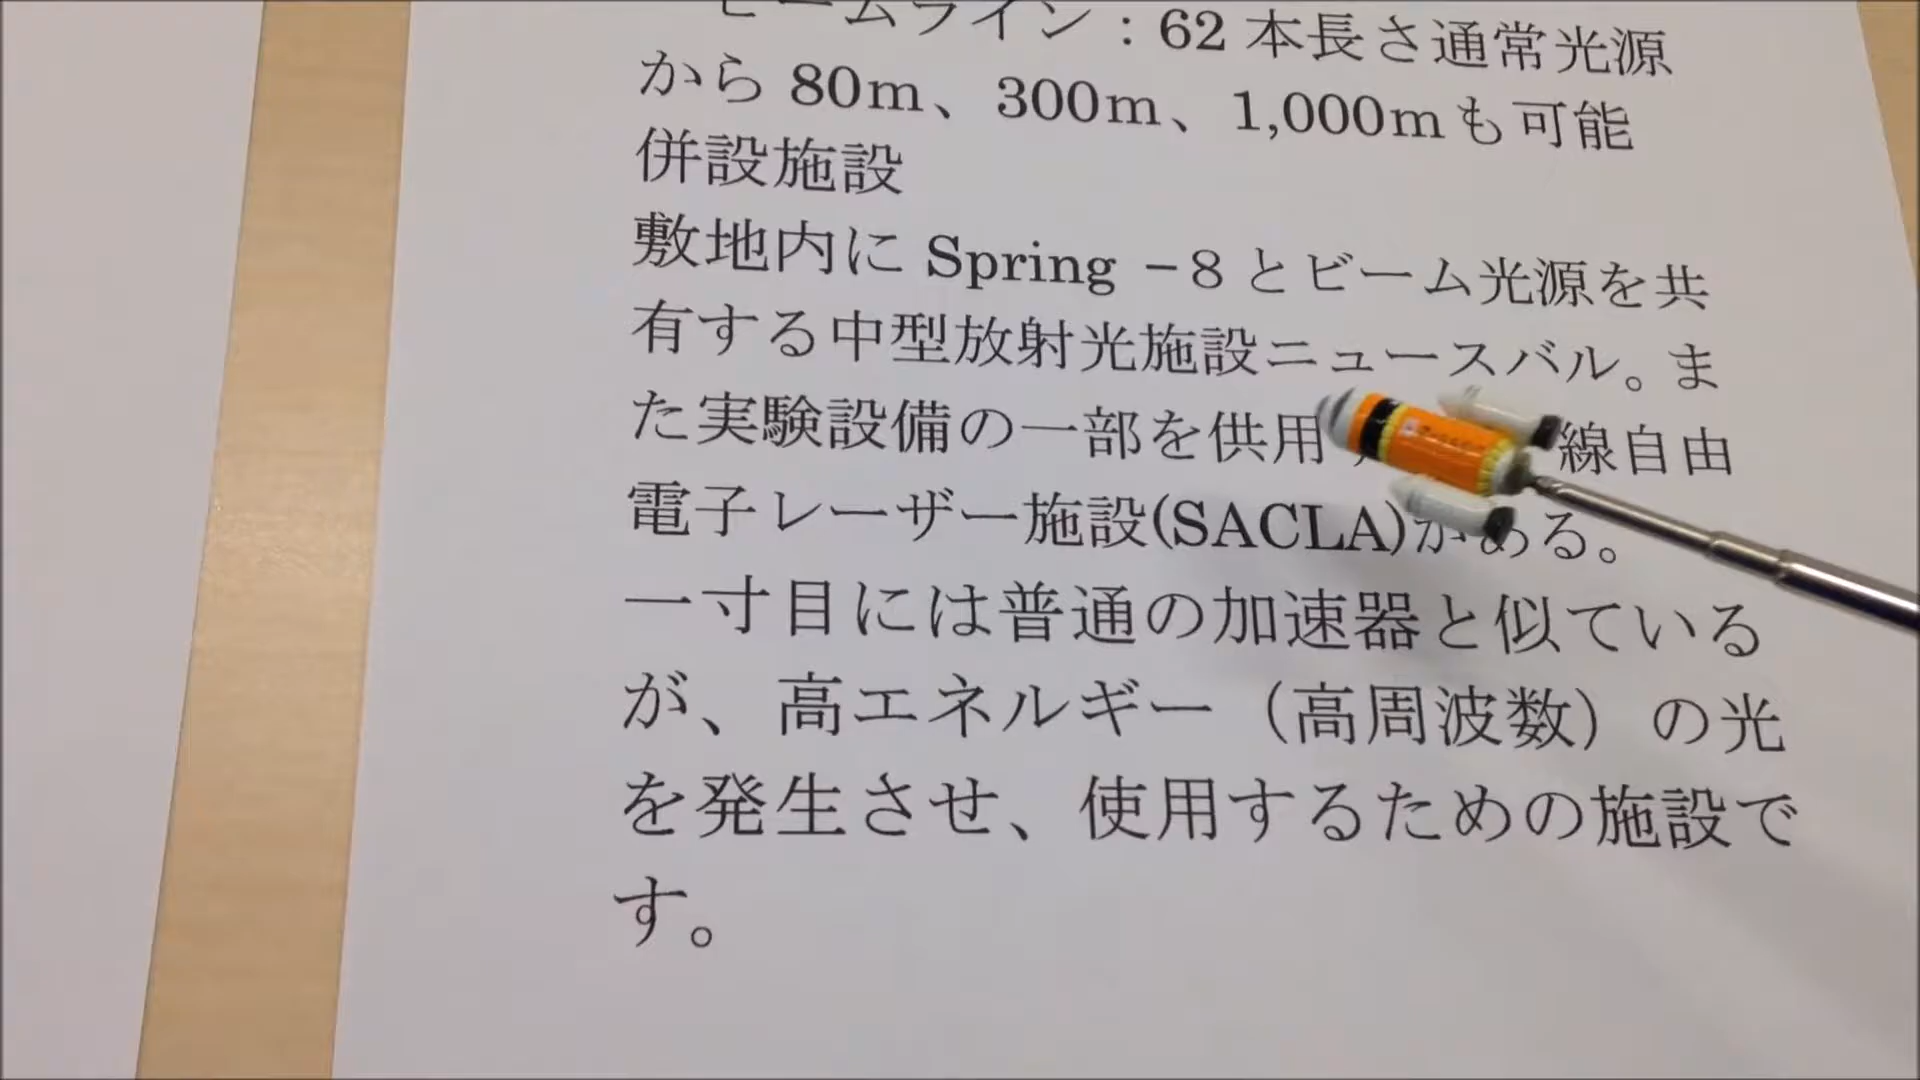 ビームライン：62 本長さ通常光源
から 80m、300m、1,000mも可能
併設施設
敷地内に Spring －8 とビーム光源を共
有する中型放射光施設ニュースバル。ま
た実験設備の一部を供用 線自由
電子レーザー施設(SACLA)がある。
一寸目には普通の加速器と似ている
が、高エネルギー（高周波数）の光
を発生させ、使用するための施設で
す。